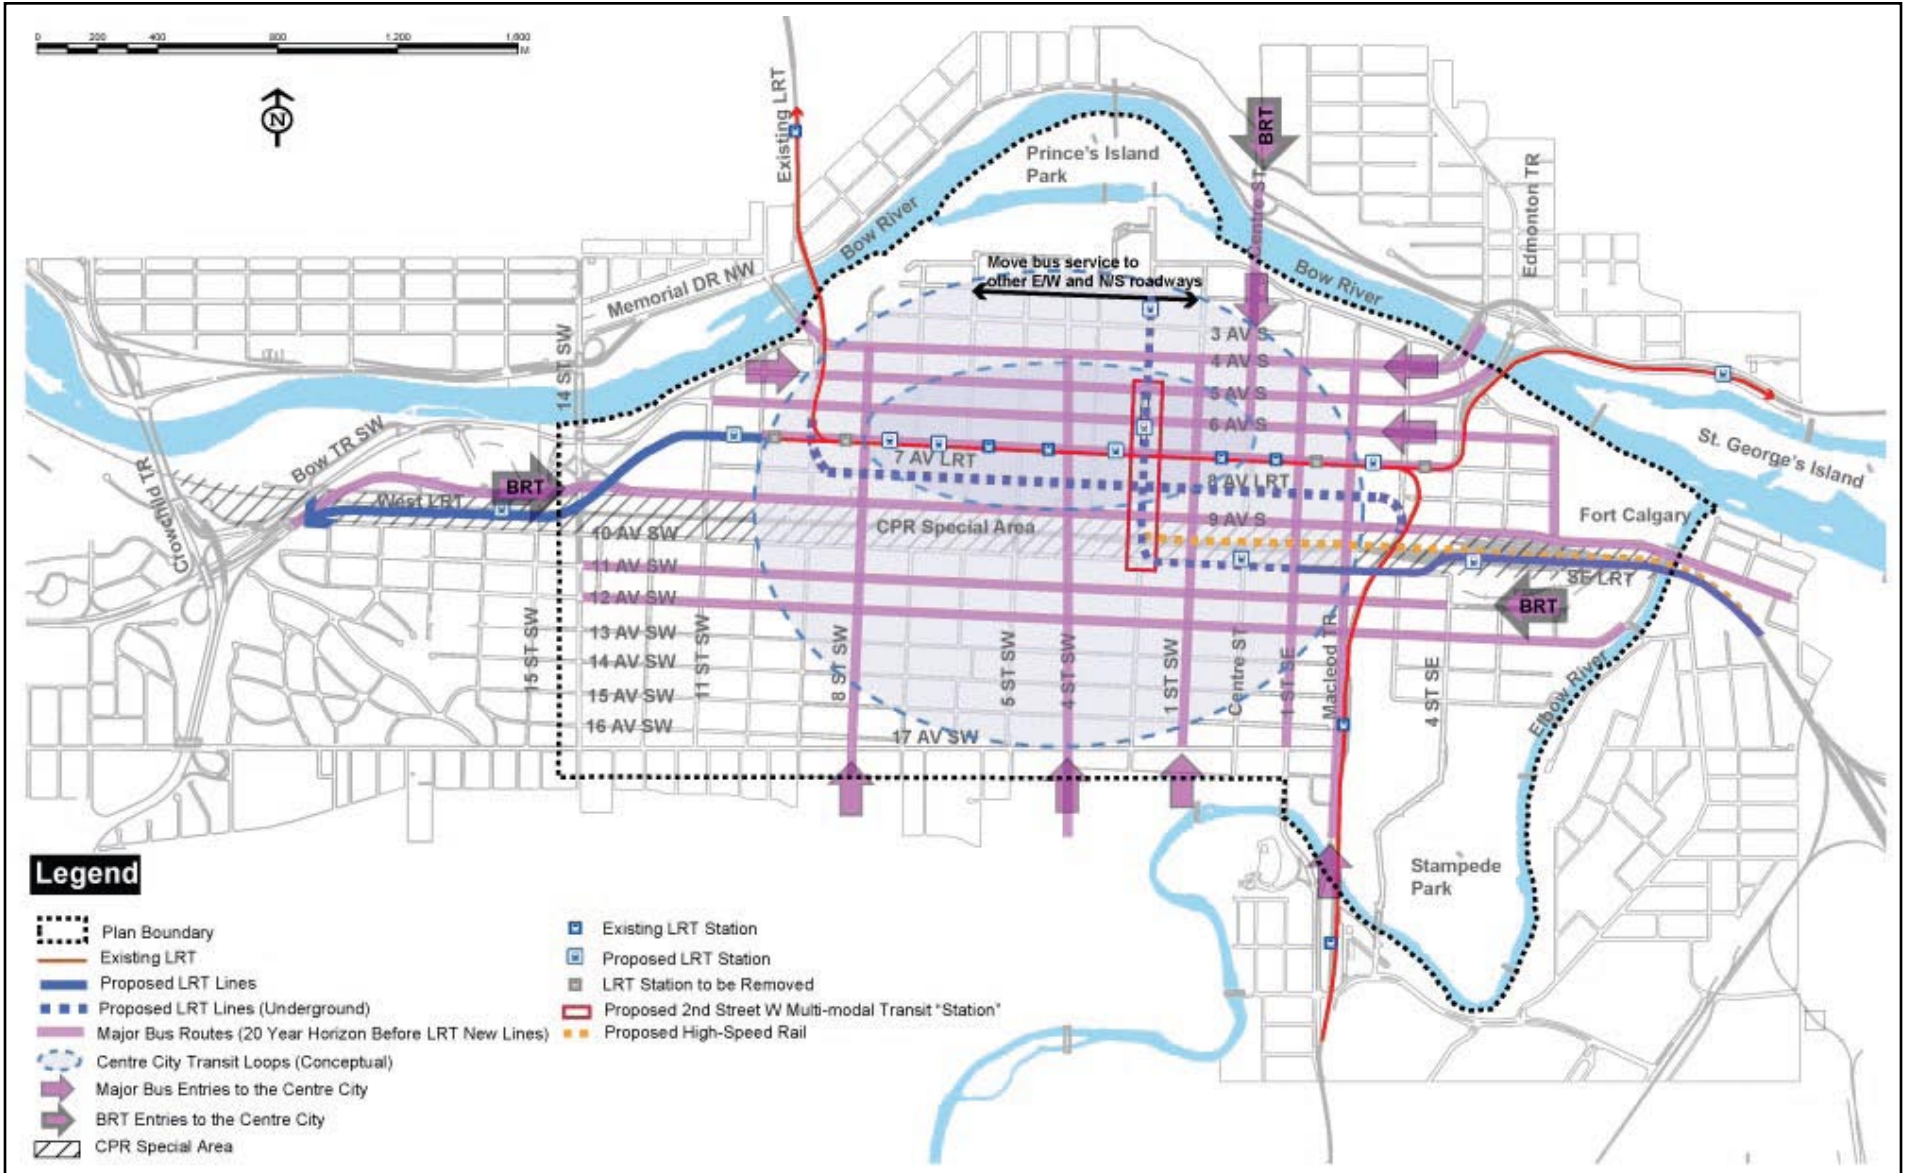 0 200 400 800 1,200 1,600
M
N
Existing LRT
BRT
Prince's Island
Park
Centre ST
Edmonton TR
Bow River
Move bus service to
other E/W and N/S roadways
Bow River
Memorial DR NW
14 ST SW
3 AV S
4 AV S
5 AV S
6 AV S
St. George's Island
Bow TR SW
Crowchild TR
7 AV LRT
8 AV LRT
BRT
West LRT
CPR Special Area
9 AV S
Fort Calgary
10 AV SW
11 AV SW
SE LRT
12 AV SW
BRT
13 AV SW
14 AV SW
15 AV SW
16 AV SW
17 AV SW
15 ST SW
11 ST SW
8 ST SW
5 ST SW
4 ST SW
1 ST SW
Centre ST
1 ST SE
Macleod TR
4 ST SE
Elbow River
Stampede
Park
Legend
Plan Boundary
Existing LRT
Proposed LRT Lines
Proposed LRT Lines (Underground)
Major Bus Routes (20 Year Horizon Before LRT New Lines)
Centre City Transit Loops (Conceptual)
Major Bus Entries to the Centre City
BRT Entries to the Centre City
CPR Special Area
Existing LRT Station
Proposed LRT Station
LRT Station to be Removed
Proposed 2nd Street W Multi-modal Transit "Station"
Proposed High-Speed Rail